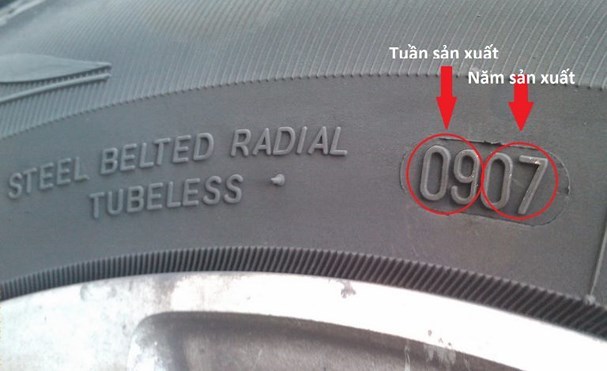 Tuần sản xuất
Năm sản xuất
STEEL BELTED RADIAL
TUBELESS
0907